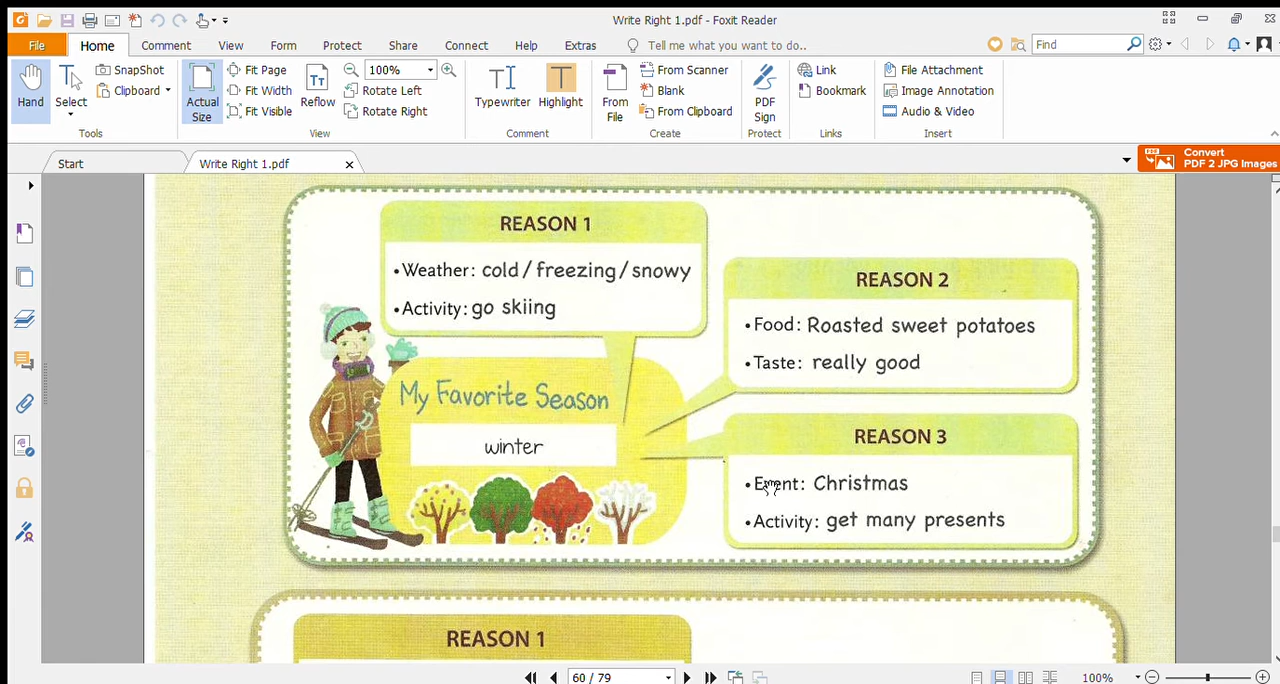 Write Right 1.pdf - Foxit Reader
File Home Comment View Form Protect Share Connect Help Extras Tell me what you want to do.. Find
Hand
Select
SnapShot
Clipboard
Tools
Actual
Size
Fit Page
Fit Width
Fit Visible
Reflow
100%
Rotate Left
Rotate Right
View
Typewriter
Highlight
Comment
From
File
From Scanner
Blank
From Clipboard
Create
PDF
Sign
Protect
Link
Bookmark
Links
File Attachment
Image Annotation
Audio & Video
Insert
Start
Write Right 1.pdf
Convert
PDF 2 JPG Images
REASON 1
•Weather: cold/freezing/snowy
•Activity: go skiing
REASON 2
•Food: Roasted sweet potatoes
•Taste: really good
My Favorite Season
winter
REASON 3
•Event: Christmas
•Activity: get many presents
REASON 1
60 / 79
100%